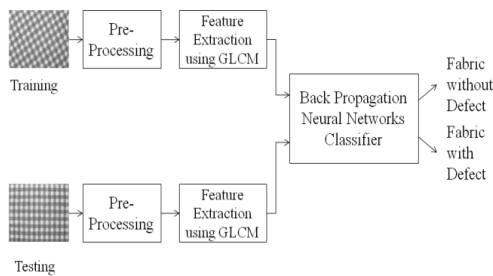 Pre-
Processing
Feature
Extraction
using GLCM
Training
Back Propagation
Neural Networks
Classifier
Fabric
without
Defect
Fabric
with
Defect
Pre-
Processing
Feature
Extraction
using GLCM
Testing